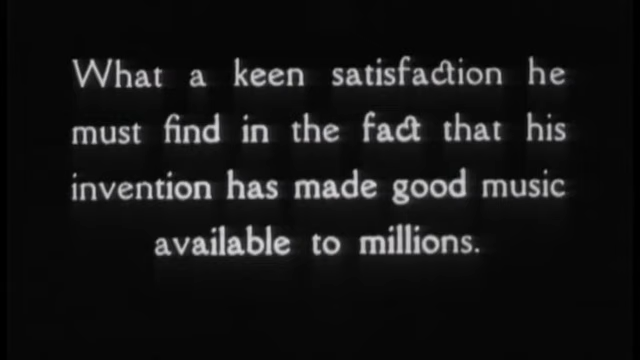 What a keen satisfaction he
must find in the fact that his
invention has made good music
available to millions.